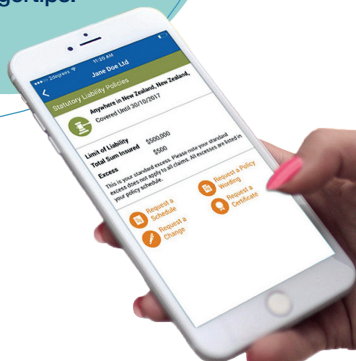 gertips.
2degrees
11:20 AM
Jane Doe Ltd
Statutory Liability Policies
Anywhere in New Zealand, New Zealand,
Covered Until 30/10/2017
Limit of Liability
Total Sum Insured $500,000
Excess $500
This is your standard excess. Please note your standard
excess does not apply to all claims. All excesses are listed in
your policy schedule.
Request a
Schedule
Request a Policy
Wording
Request a
Change
Request a
Certificate